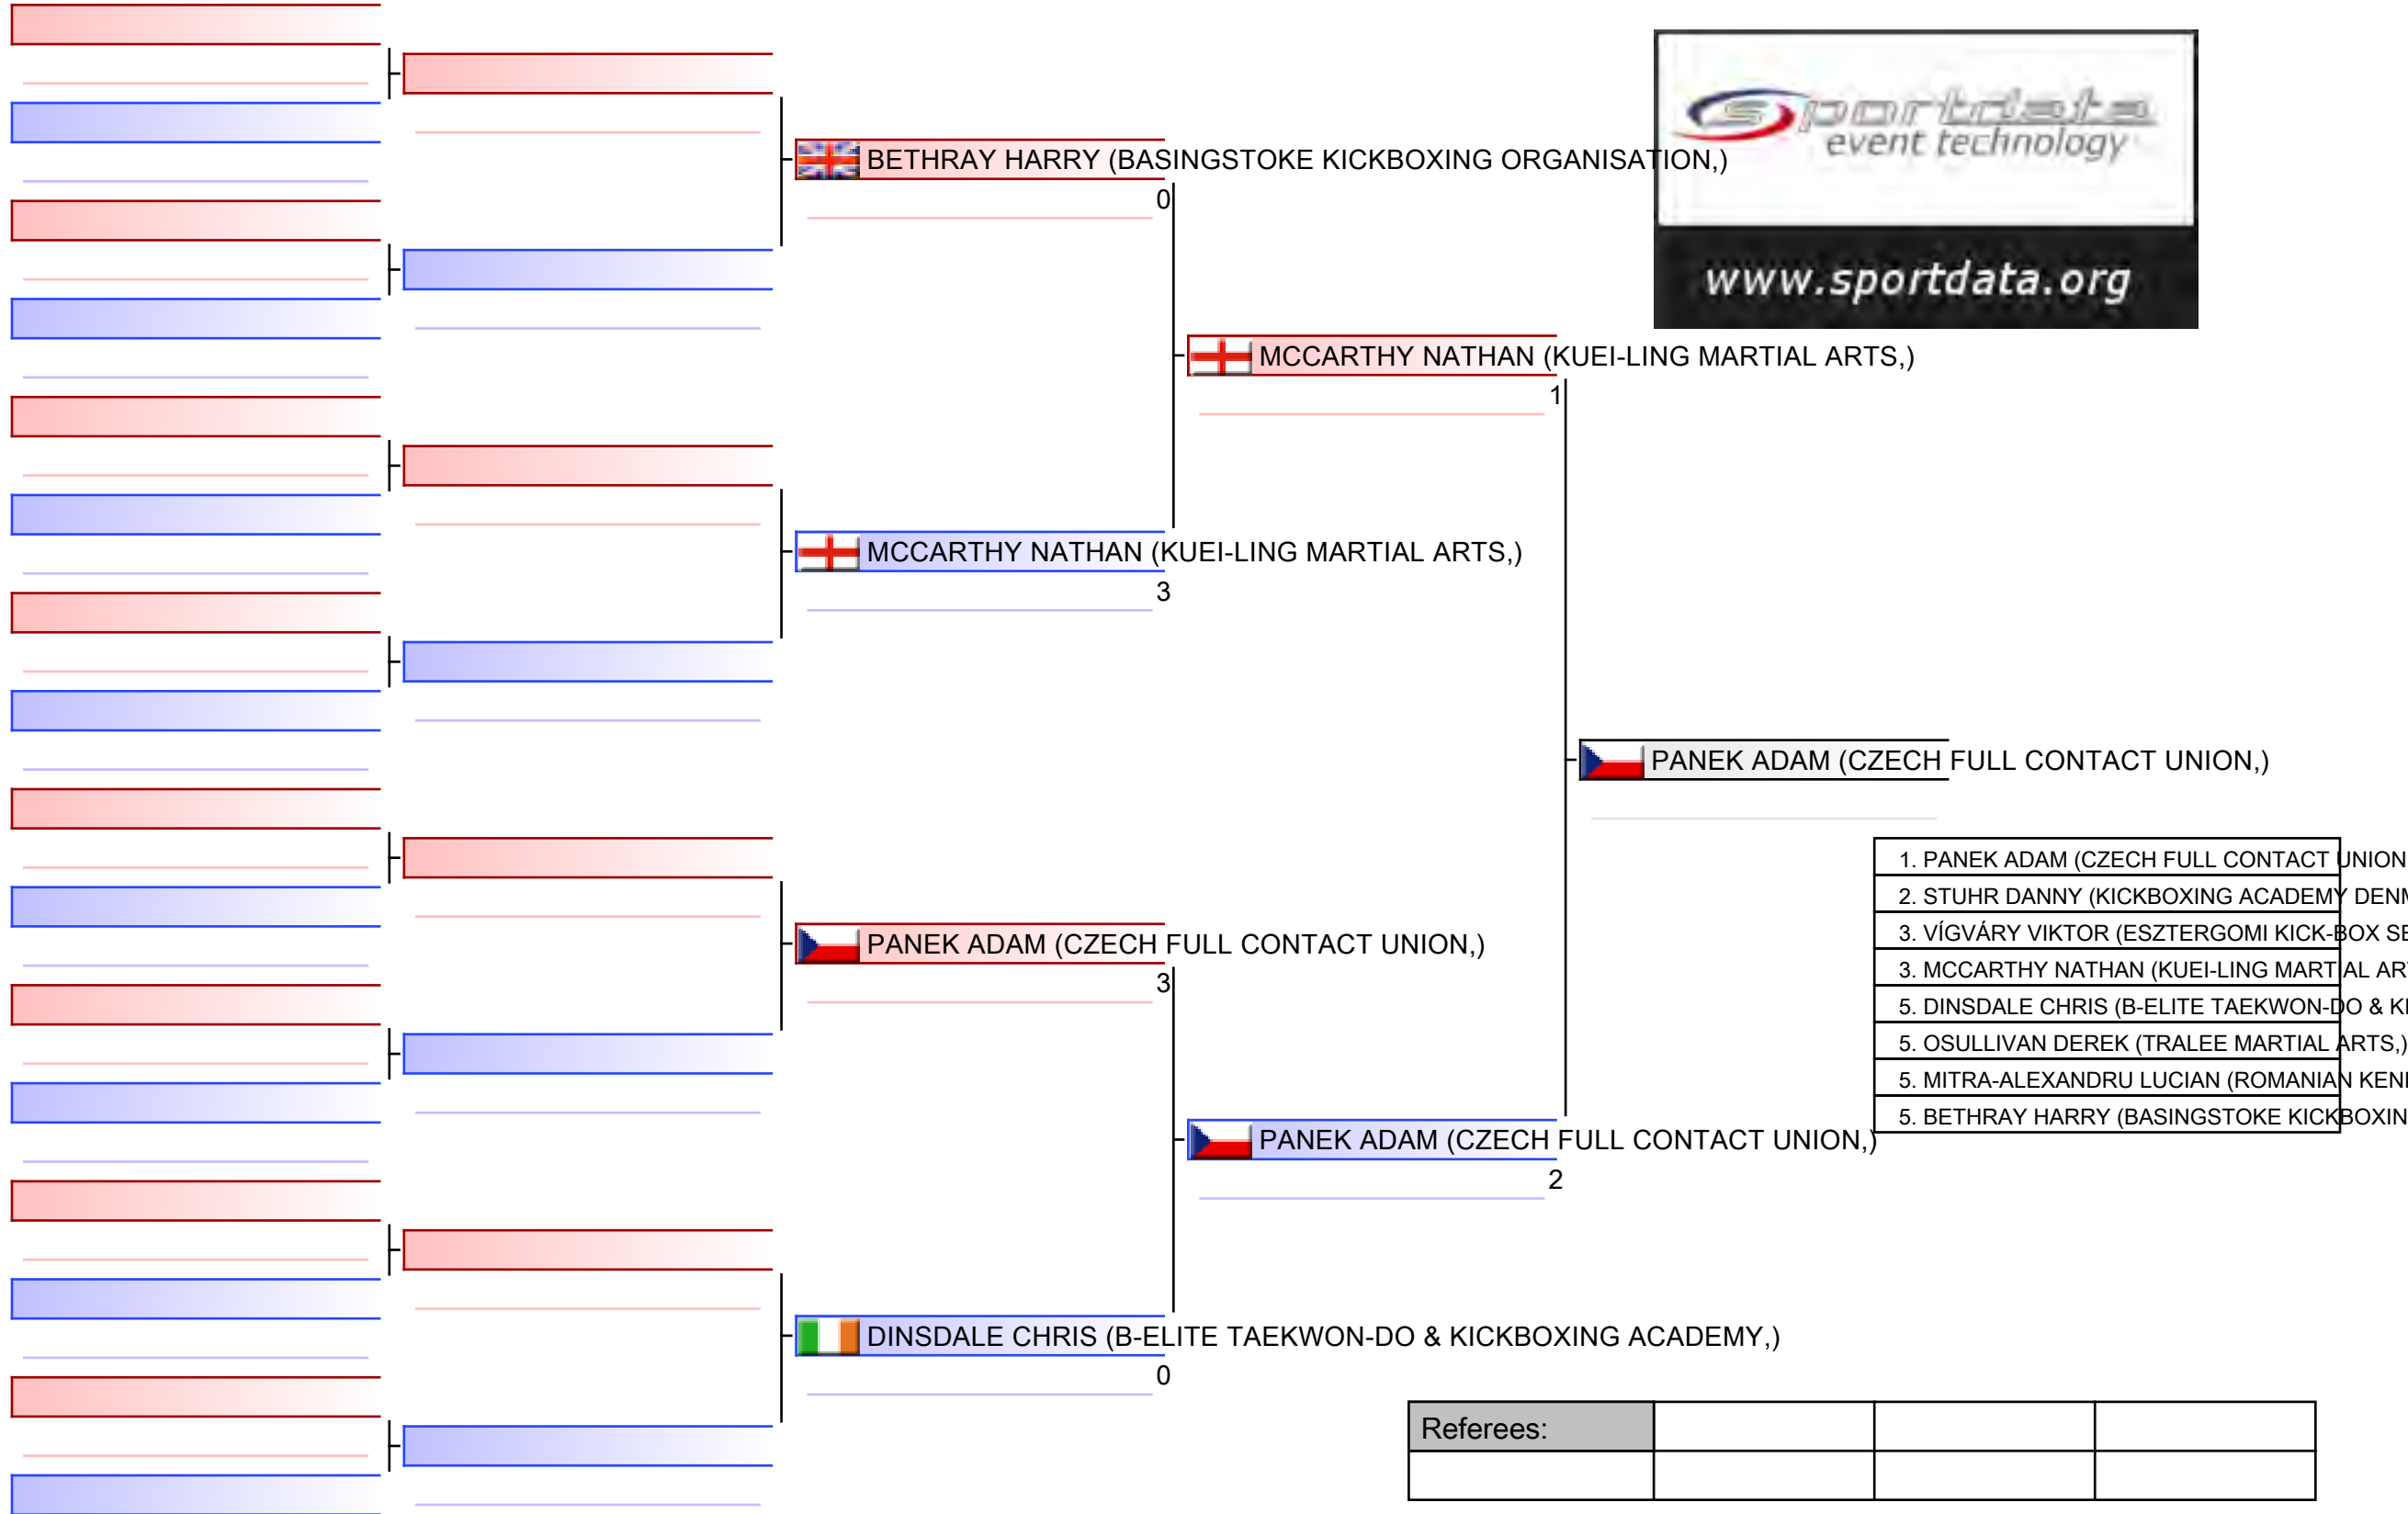 sportdata
event technology
www.sportdata.org
BETHRAY HARRY (BASINGSTOKE KICKBOXING ORGANISATION,)
0
MCCARTHY NATHAN (KUEI-LING MARTIAL ARTS,)
1
MCCARTHY NATHAN (KUEI-LING MARTIAL ARTS,)
3
PANEK ADAM (CZECH FULL CONTACT UNION,)
1. PANEK ADAM (CZECH FULL CONTACT UNION
2. STUHR DANNY (KICKBOXING ACADEMY
3. VÍGVÁRY VIKTOR (ESZTERGOMI KICK-BOX
3. MCCARTHY NATHAN (KUEI-LING MARTIAL
5. DINSDALE CHRIS (B-ELITE TAEKWON-DO &
5. OSULLIVAN DEREK (TRALEE MARTIAL ARTS,)
5. MITRA-ALEXANDRU LUCIAN (ROMANIAN
5. BETHRAY HARRY (BASINGSTOKE
PANEK ADAM (CZECH FULL CONTACT UNION,)
3
PANEK ADAM (CZECH FULL CONTACT UNION,)
2
DINSDALE CHRIS (B-ELITE TAEKWON-DO & KICKBOXING ACADEMY,)
0
Referees: